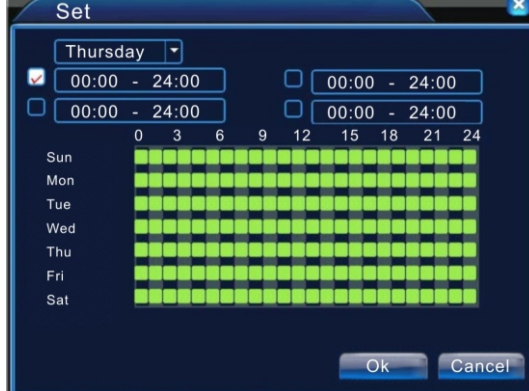 Set
Thursday
00:00 - 24:00 00:00 - 24:00
00:00 - 24:00 00:00 - 24:00
0 3 6 9 12 15 18 21 24
Sun
Mon
Tue
Wed
Thu
Fri
Sat
Ok Cancel